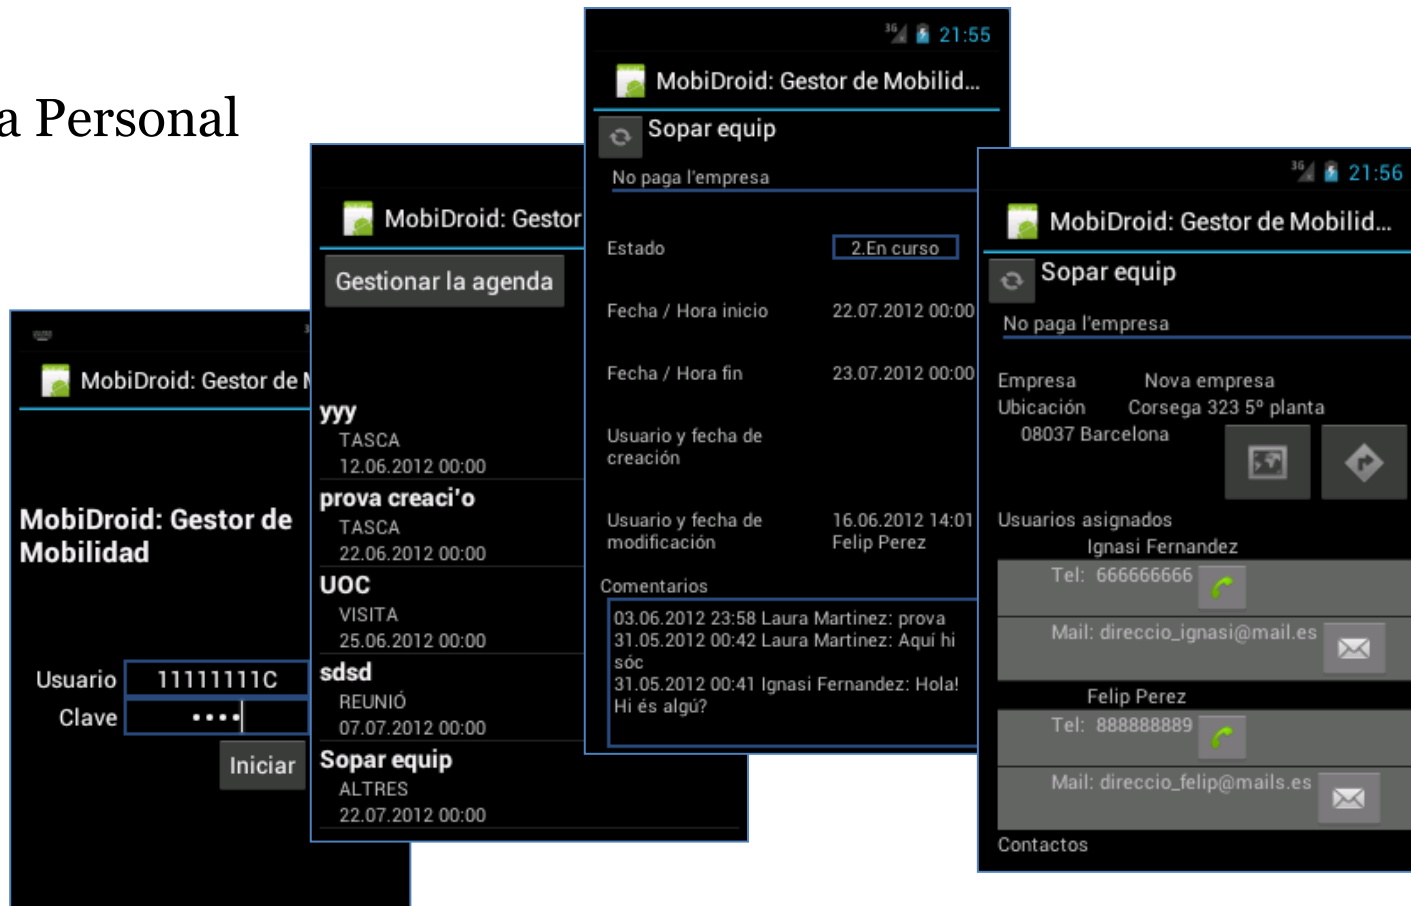 a Personal
MobiDroid: Gestor de M
MobiDroid: Gestor de
Mobilidad
Usuario 11111111C
Clave ••••
Iniciar
MobiDroid: Gestor
Gestionar la agenda
yyy
TASCA
12.06.2012 00:00
prova creaci'o
TASCA
22.06.2012 00:00
UOC
VISITA
25.06.2012 00:00
sdsd
REUNIÓ
07.07.2012 00:00
Sopar equip
ALTRES
22.07.2012 00:00
3G 21:55
MobiDroid: Gestor de Mobilid...
Sopar equip
No paga l'empresa
Estado 2.En curso
Fecha / Hora inicio 22.07.2012 00:00
Fecha / Hora fin 23.07.2012 00:00
Usuario y fecha de
creación
Usuario y fecha de 16.06.2012 14:01
modificación Felip Perez
Comentarios
03.06.2012 23:58 Laura Martinez: prova
31.05.2012 00:42 Laura Martinez: Aquí hi
sóc
31.05.2012 00:41 Ignasi Fernandez: Hola!
Hi és algú?
3G 21:56
MobiDroid: Gestor de Mobilid...
Sopar equip
No paga l'empresa
Empresa Nova empresa
Ubicación Corsega 323 5º planta
08037 Barcelona
Usuarios asignados
Ignasi Fernandez
Tel: 666666666
Mail: direccio_ignasi@mail.es
Felip Perez
Tel: 888888889
Mail: direccio_felip@mails.es
Contactos